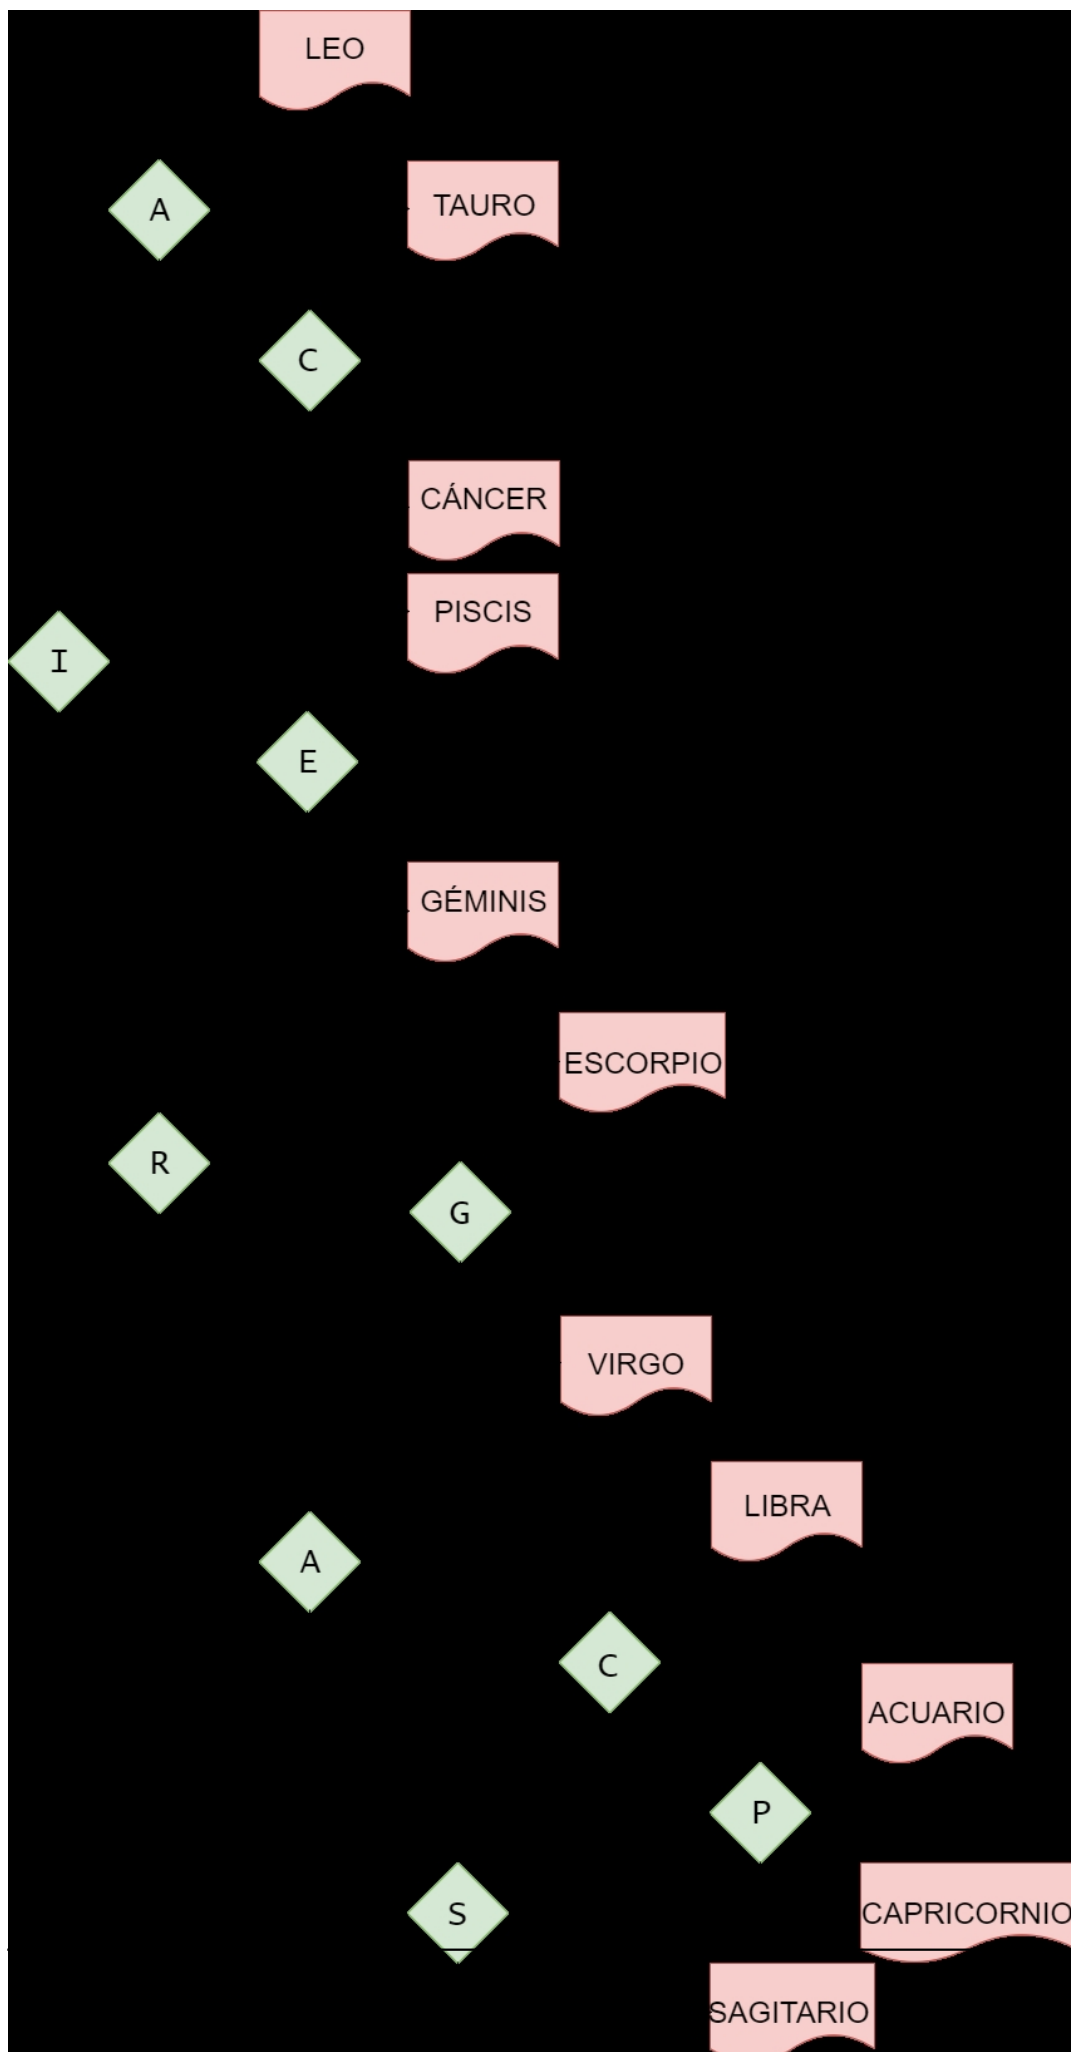 LEO
A
TAURO
C
CÁNCER
PISCIS
I
E
GÉMINIS
ESCORPIO
R
G
VIRGO
LIBRA
A
C
ACUARIO
P
S
CAPRICORNIO
SAGITARIO